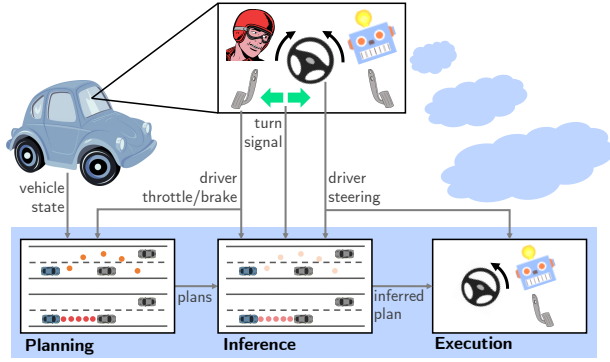 turn
signal
vehicle
state
driver
throttle/brake
driver
steering
plans
inferred
plan
Planning
Inference
Execution